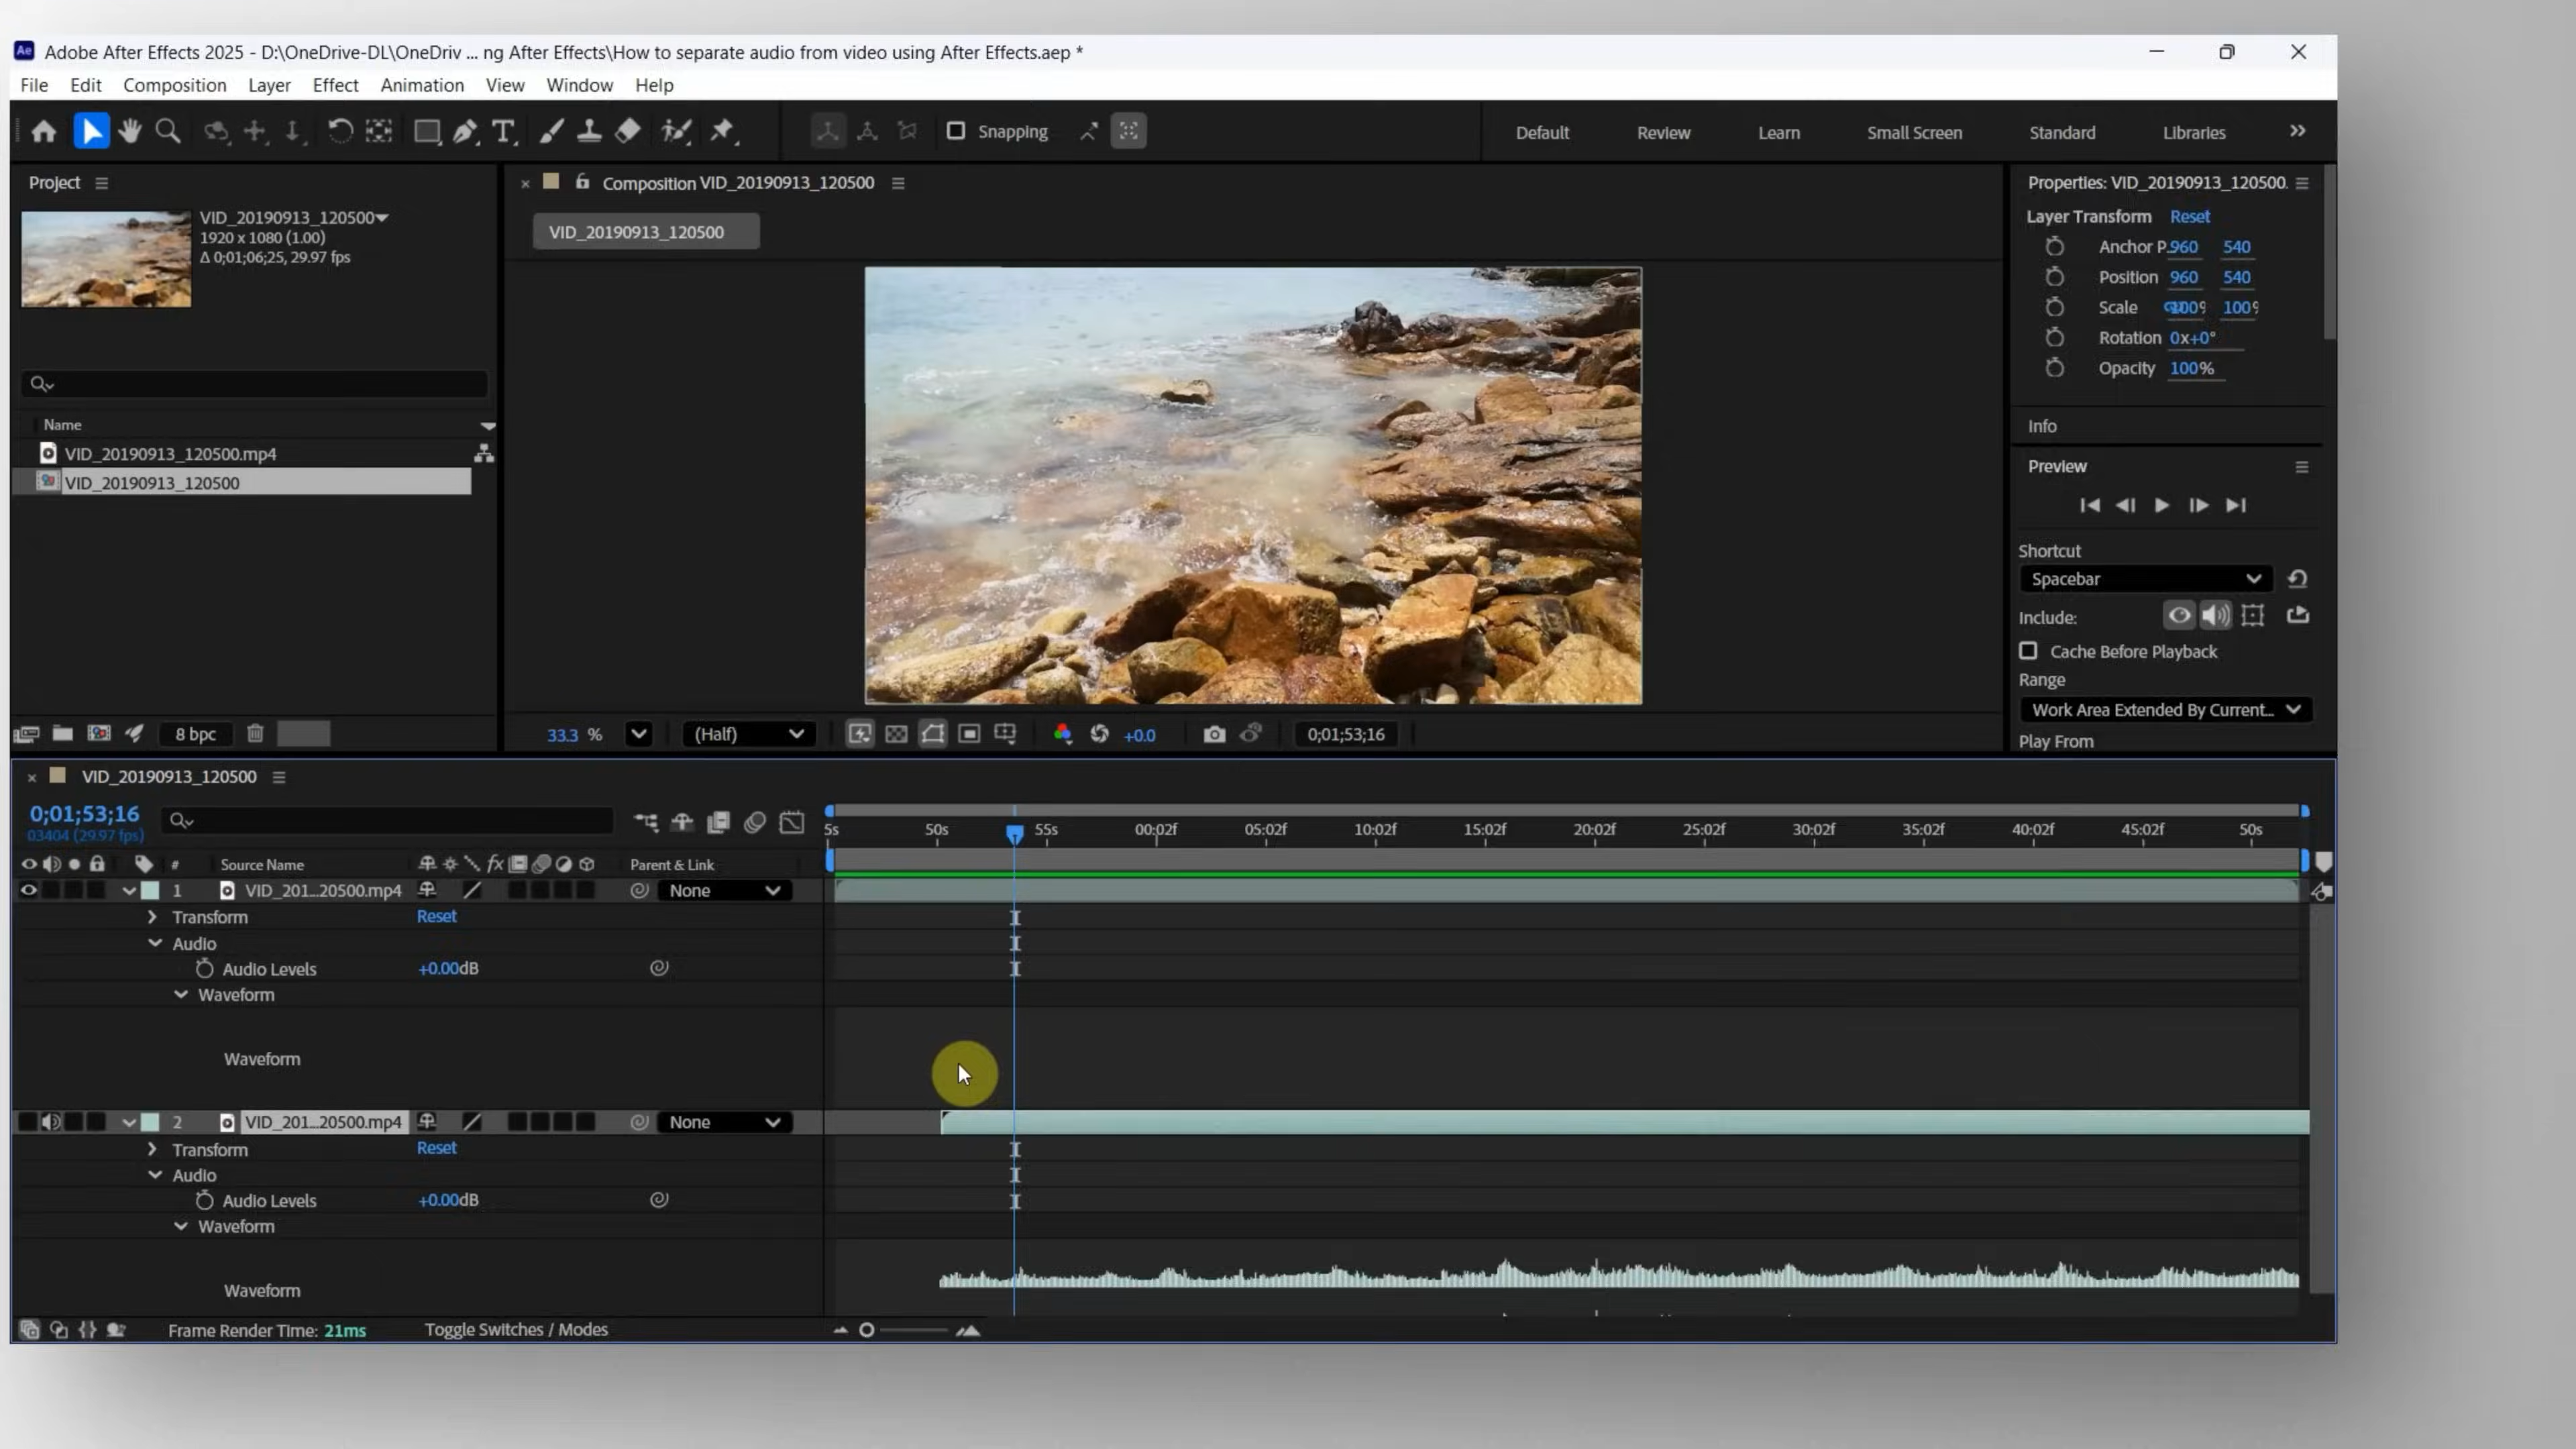 Ae Adobe After Effects 2025 - D:\OneDrive-DL\OneDriv ... ng After Effects\How to separate audio from video using After Effects.aep *
File Edit Composition Layer Effect Animation View Window Help
T Snapping Default Review Learn Small Screen Standard Libraries
Project
VID_20190913_120500
1920 x 1080 (1.00)
Δ 0;01;06;25, 29.97 fps
Name
VID_20190913_120500.mp4
VID_20190913_120500
8 bpc
Composition VID_20190913_120500
VID_20190913_120500
33.3 % (Half) +0.0 0;01;53;16
Properties: VID_20190913_120500.
Layer Transform Reset
Anchor P. 960 540
Position 960 540
Scale 100% 100%
Rotation 0x+0°
Opacity 100%
Info
Preview
Shortcut
Spacebar
Include:
Cache Before Playback
Range
Work Area Extended By Current...
Play From
VID_20190913_120500
0;01;53;16
03404 (29.97 fps)
5s 50s 55s 00:02f 05:02f 10:02f 15:02f 20:02f 25:02f 30:02f 35:02f 40:02f 45:02f 50s
# Source Name fx Parent & Link
1 VID_201...20500.mp4 None
Transform Reset
Audio
Audio Levels +0.00dB
Waveform
Waveform
2 VID_201...20500.mp4 None
Transform Reset
Audio
Audio Levels +0.00dB
Waveform
Waveform
Frame Render Time: 21ms Toggle Switches / Modes